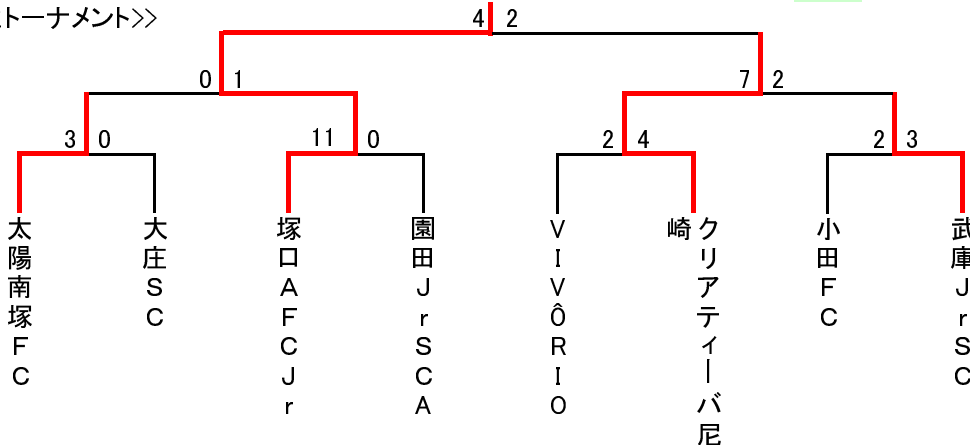 トーナメント>>
4 2
0 1
7 2
3 0
11 0
2 4
2 3
太陽南塚FC
大庄SC
塚口AFCJr
園田JrSCA
VIVÔRIO
クリアティーバ尼
崎
小田FC
武庫JrSC